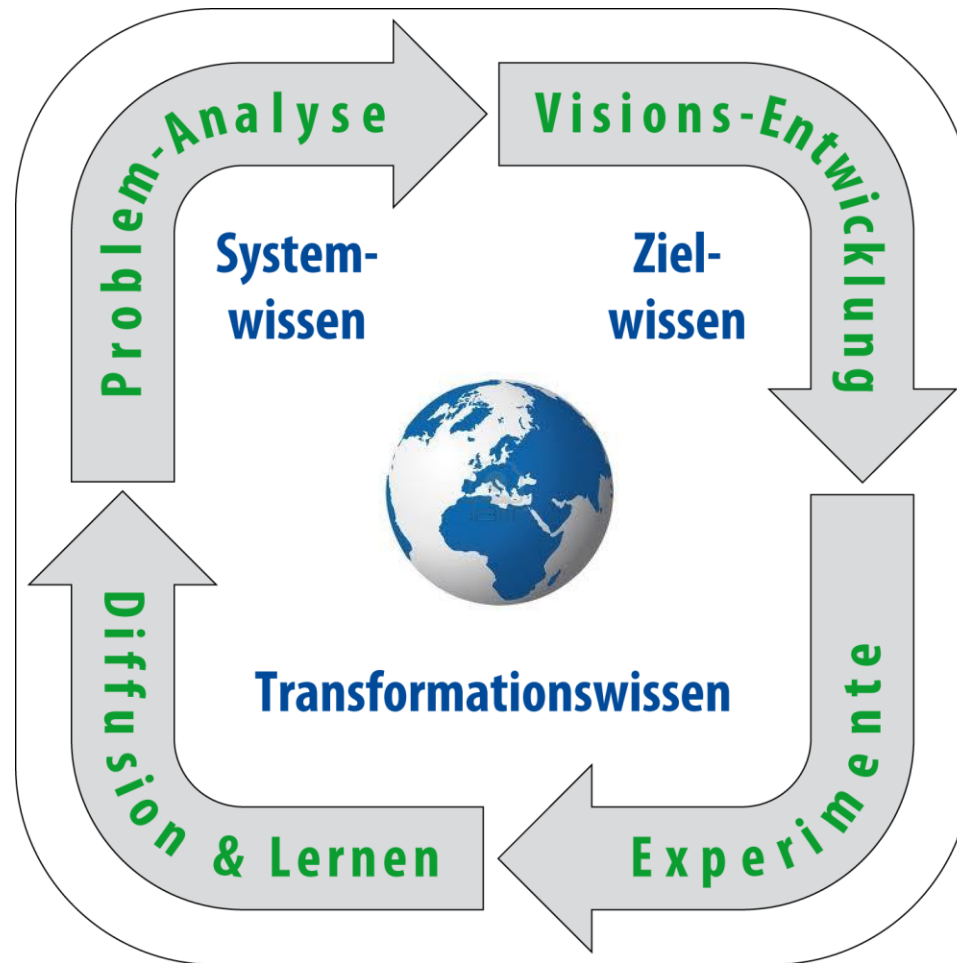 Problem-Analyse
Visions-Entwicklung
System-
wissen
Ziel-
wissen
Transformationswissen
Experimente
Diffusion & Lernen